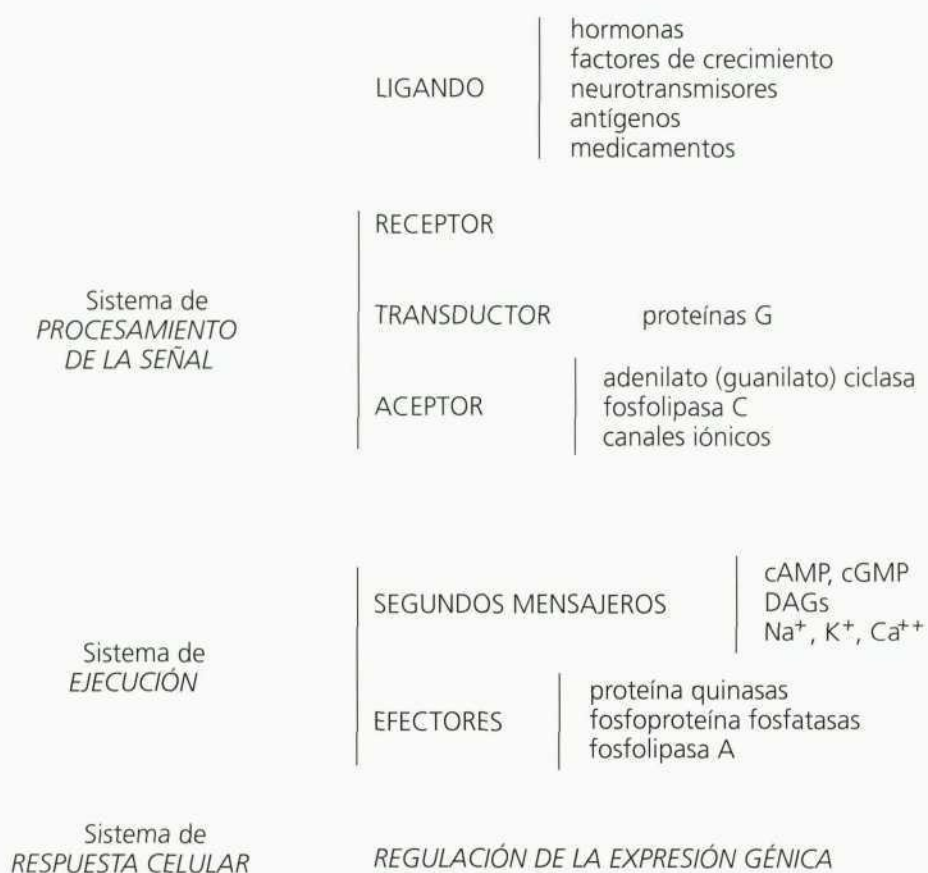 LIGANDO
hormonas
factores de crecimiento
neurotransmisores
antígenos
medicamentos
Sistema de
PROCESAMIENTO
DE LA SEÑAL
RECEPTOR
TRANSDUCTOR proteínas G
ACEPTOR
adenilato (guanilato) ciclasa
fosfolipasa C
canales iónicos
Sistema de
EJECUCIÓN
SEGUNDOS MENSAJEROS
cAMP, cGMP
DAGs
Na⁺, K⁺, Ca⁺⁺
EFECTORES
proteína quinasas
fosfoproteína fosfatasas
fosfolipasa A
Sistema de
RESPUESTA CELULAR
REGULACIÓN DE LA EXPRESIÓN GÉNICA